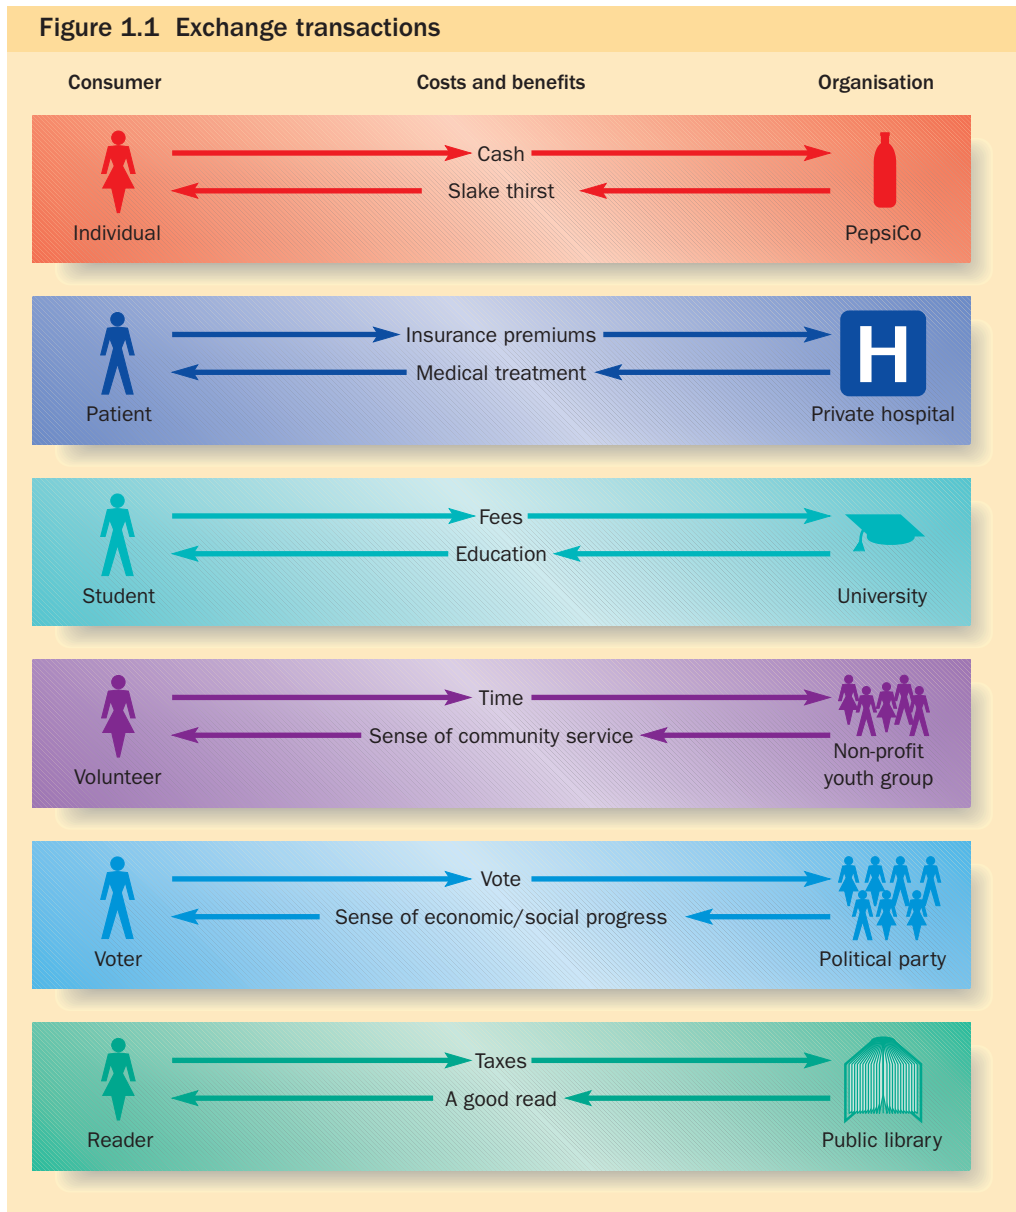 Figure 1.1 Exchange transactions
Consumer Costs and benefits Organisation
Cash
Slake thirst
Individual PepsiCo
Insurance premiums
H
Medical treatment
Patient Private hospital
Fees
Education
Student University
Time
Sense of community service
Non-profit
Volunteer youth group
Vote
Sense of economic/social progress
Voter Political party
Taxes
A good read
Reader Public library